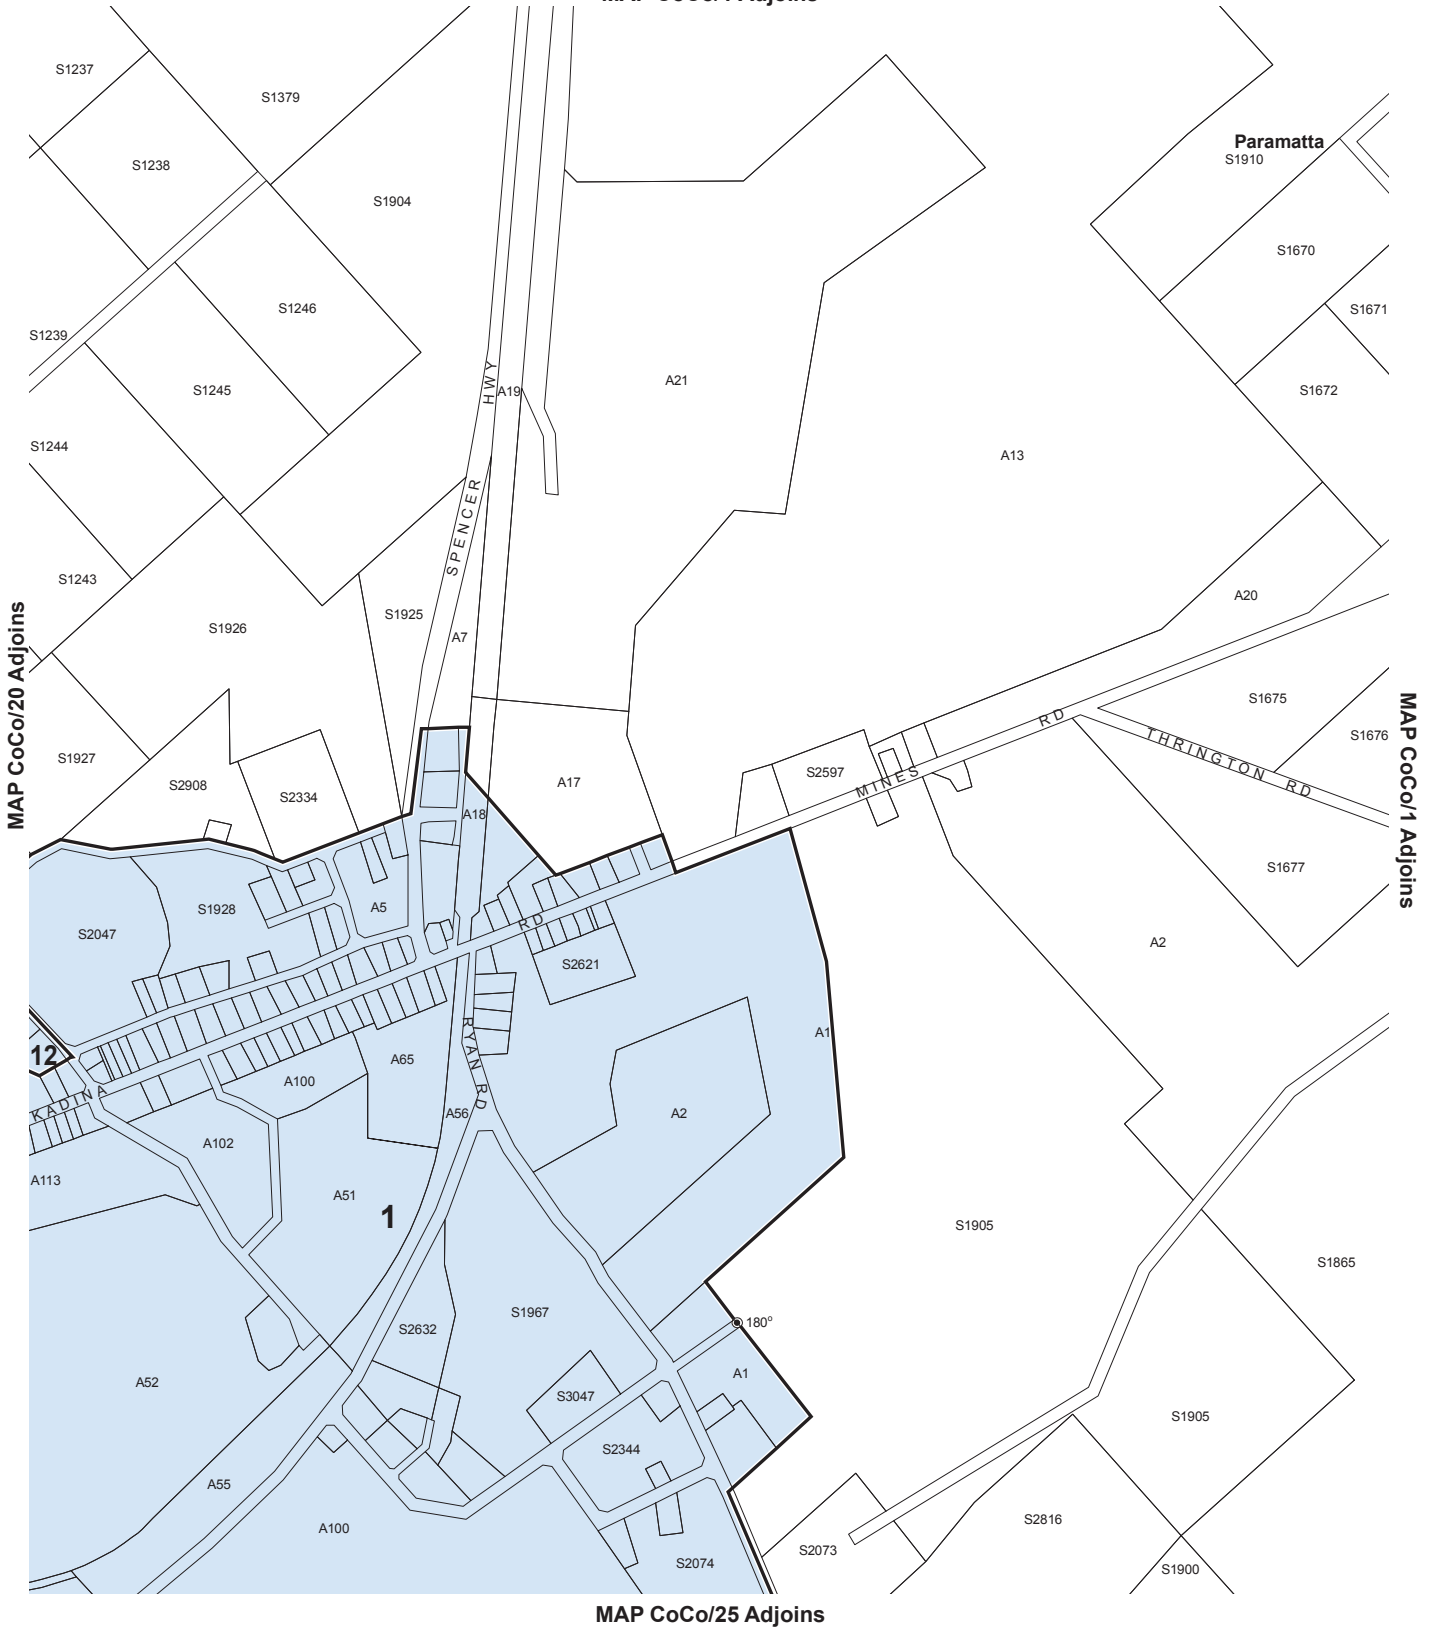 S1237
S1379
S1238
Paramatta
S1910
S1904
S1670
S1246
S1671
S1239
HWY
A19
A21
S1245
S1672
S1244
A13
SPENCER
S1243
A20
S1925
S1926
A7
MAP CoCo/20 Adjoins
S1675
RD
S1676
THRINGTON RD
MAP CoCo/1 Adjoins
S1927
S2908
S2334
A17
S2597
MINES
A18
S1677
S1928
A5
RD
S2047
S2621
A2
A1
RYAN RD
12
A65
A100
KADINA
A56
A2
A102
A113
A51
1
S1905
S1865
S1967
180°
S2632
A52
A1
S3047
S1905
S2344
A55
A100
S2816
S2073
S2074
S1900
MAP CoCo/25 Adjoins